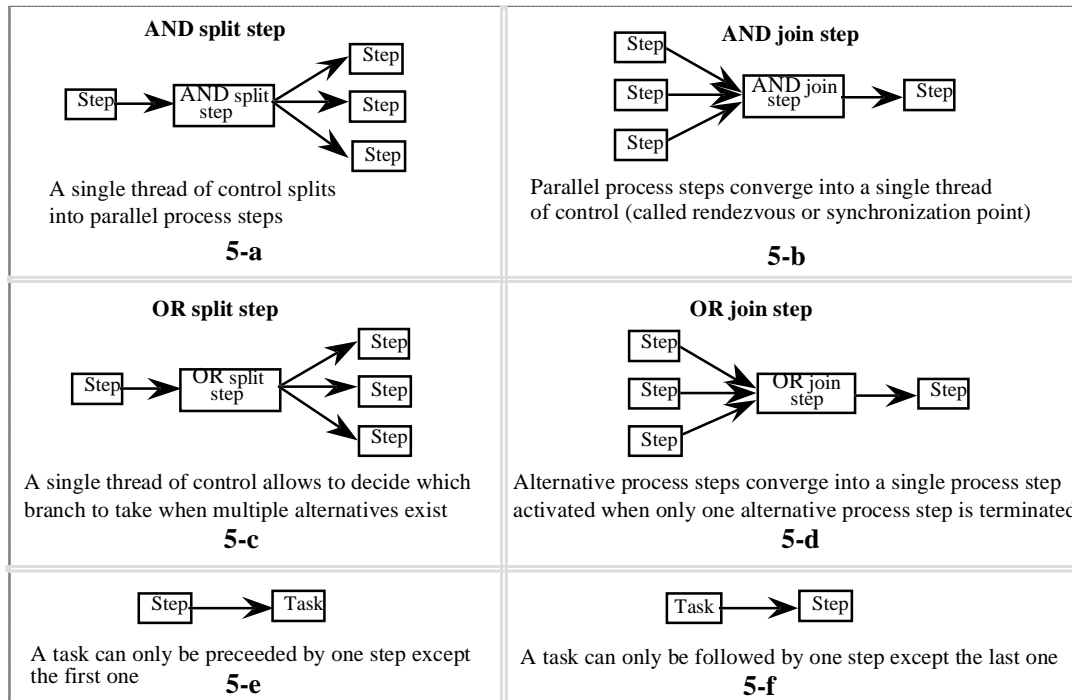 AND split step
Step
AND split
step
Step
Step
Step
A single thread of control splits
into parallel process steps
5-a
AND join step
Step
Step
Step
AND join
step
Step
Parallel process steps converge into a single thread
of control (called rendezvous or synchronization point)
5-b
OR split step
Step
OR split
step
Step
Step
Step
A single thread of control allows to decide which
branch to take when multiple alternatives exist
5-c
OR join step
Step
Step
Step
OR join
step
Step
Alternative process steps converge into a single process step
activated when only one alternative process step is terminated
5-d
Step
Task
A task can only be preceeded by one step except
the first one
5-e
Task
Step
A task can only be followed by one step except the last one
5-f